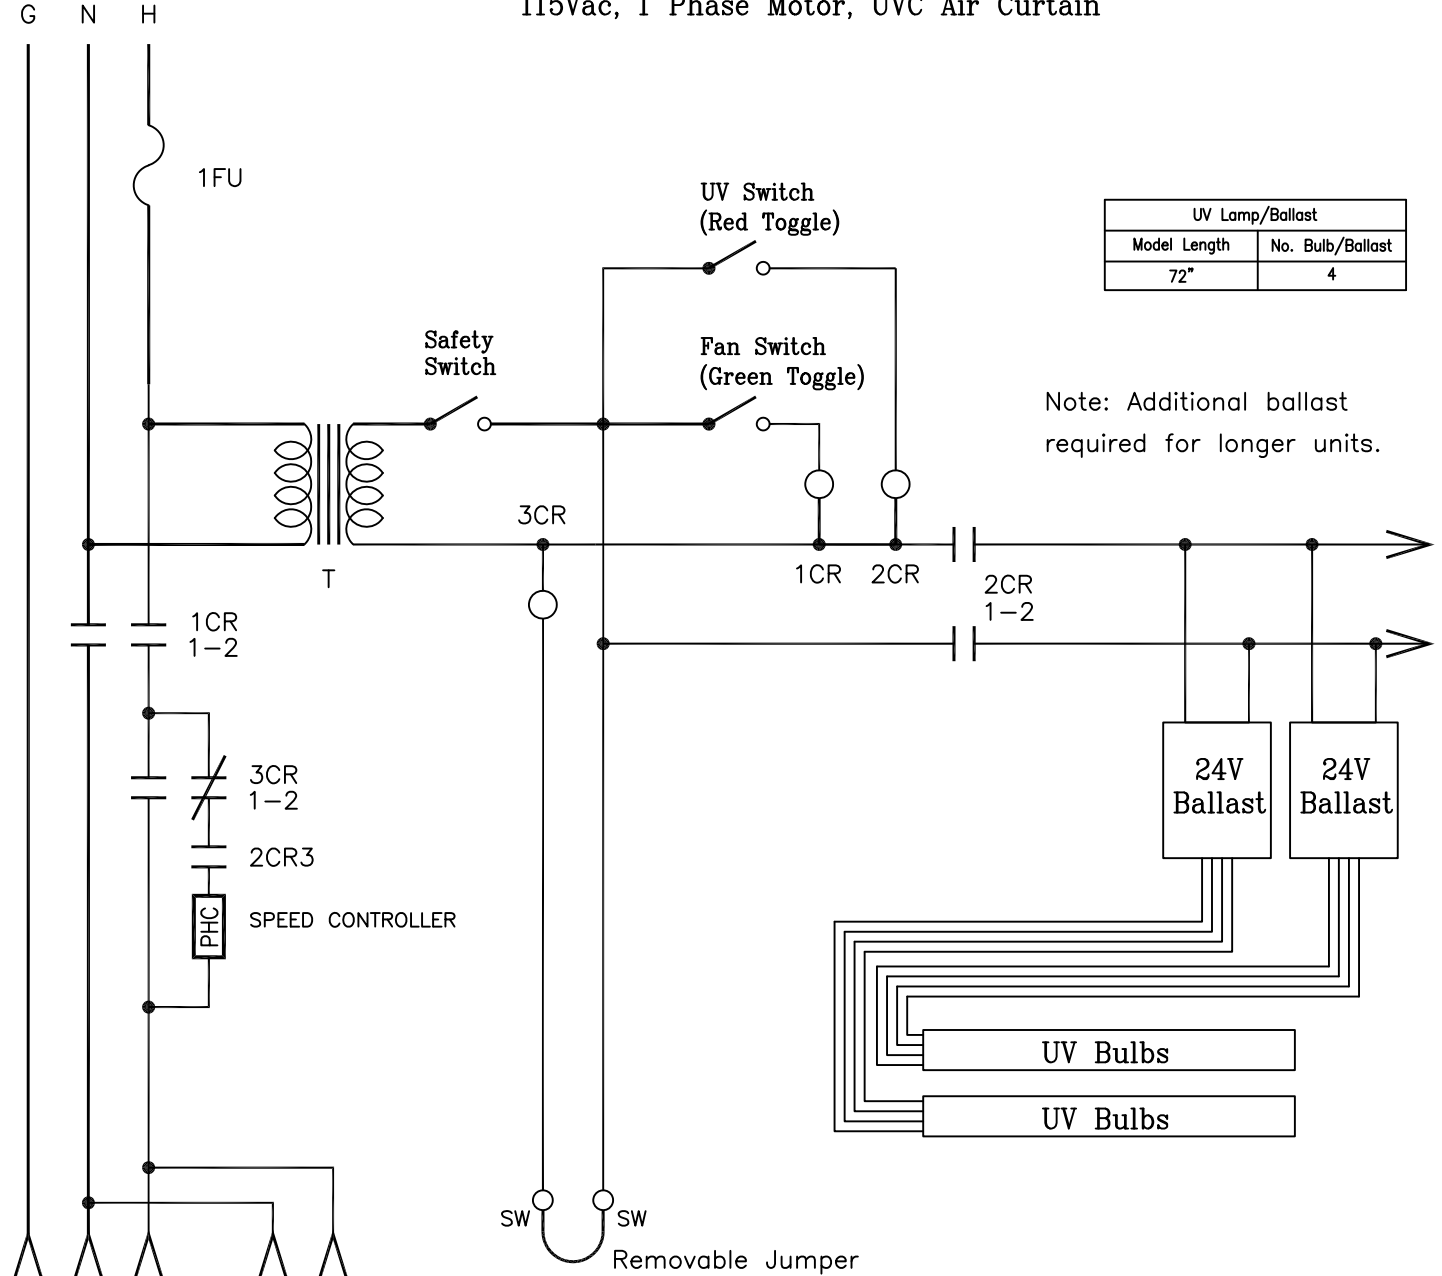 115Vac, 1 Phase Motor, UVC Air Curtain
G N H
1FU
UV Switch
(Red Toggle)
UV Lamp/Ballast
Model Length No. Bulb/Ballast
72" 4
Safety
Switch
Fan Switch
(Green Toggle)
Note: Additional ballast
required for longer units.
3CR
T
1CR 2CR
2CR
1-2
1CR
1-2
3CR
1-2
2CR3
PHC
SPEED CONTROLLER
24V
Ballast
24V
Ballast
UV Bulbs
UV Bulbs
SW SW
Removable Jumper